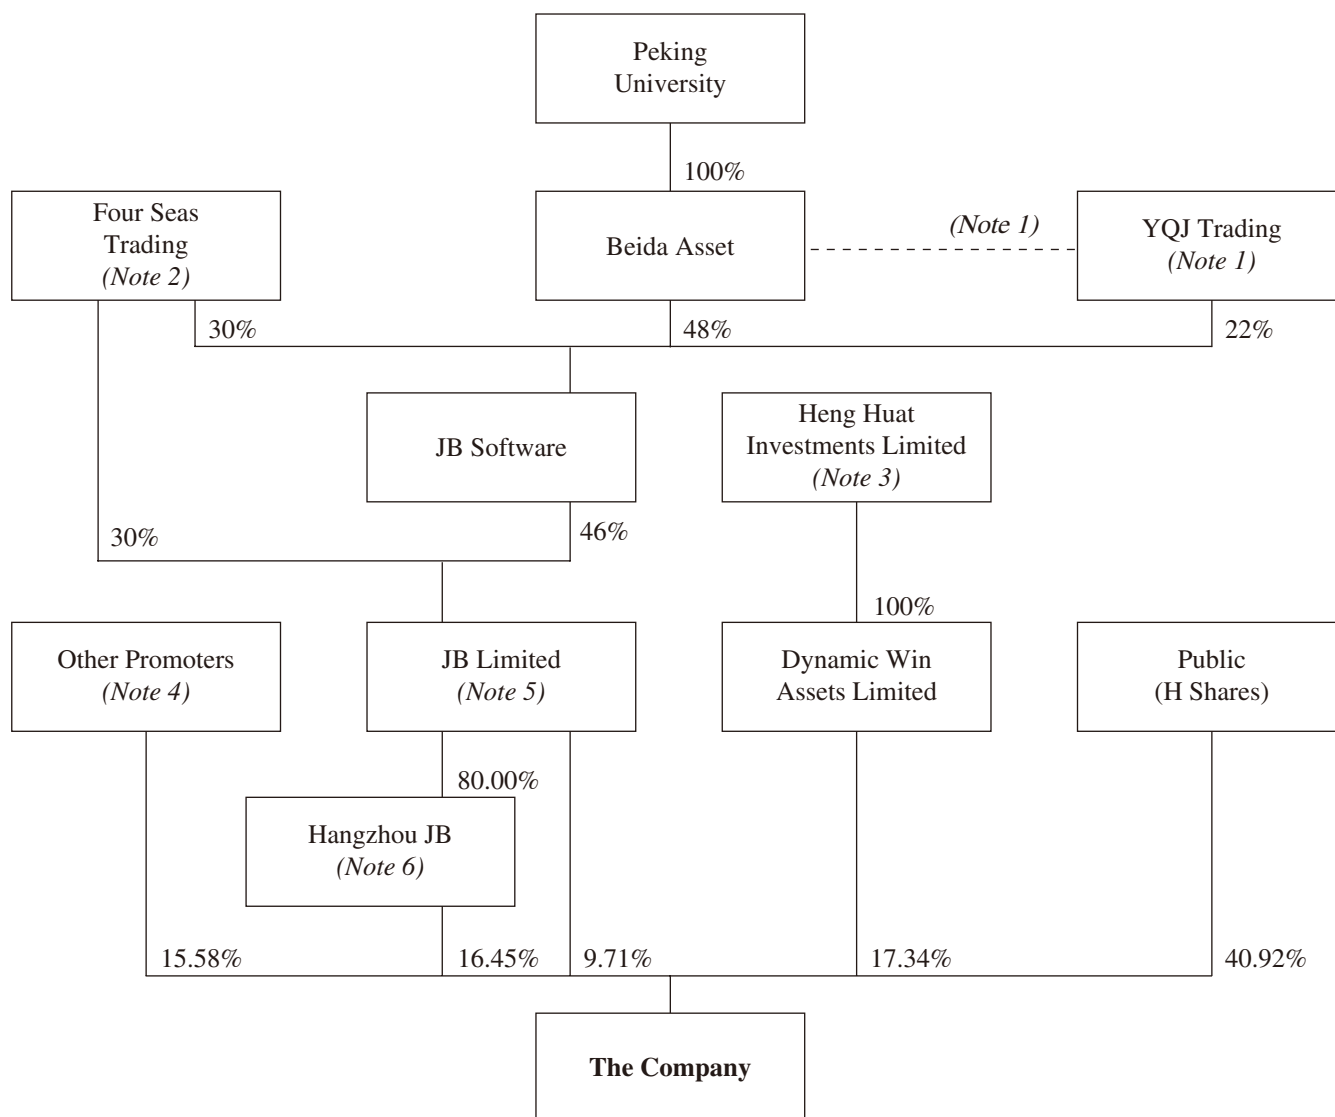 Peking
University
100%
Four Seas
Trading
(Note 2)
Beida Asset
(Note 1)
YQJ Trading
(Note 1)
30%
48%
22%
JB Software
Heng Huat
Investments Limited
(Note 3)
30%
46%
100%
Other Promoters
(Note 4)
JB Limited
(Note 5)
Dynamic Win
Assets Limited
Public
(H Shares)
80.00%
Hangzhou JB
(Note 6)
15.58%
16.45%
9.71%
17.34%
40.92%
The Company